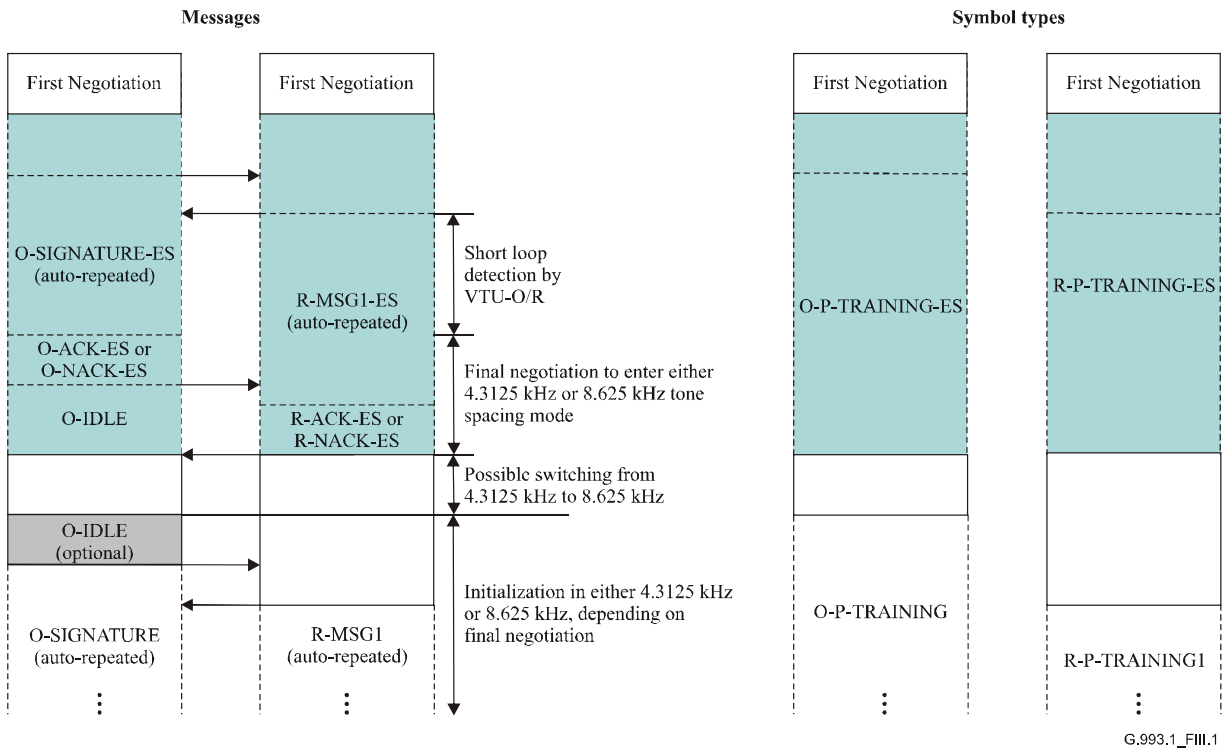 Messages
Symbol types
First Negotiation
First Negotiation
First Negotiation
First Negotiation
O-SIGNATURE-ES
(auto-repeated)
R-MSG1-ES
(auto-repeated)
Short loop
detection by
VTU-O/R
O-P-TRAINING-ES
R-P-TRAINING-ES
O-ACK-ES or
O-NACK-ES
O-IDLE
R-ACK-ES or
R-NACK-ES
Final negotiation to enter either
4.3125 kHz or 8.625 kHz tone
spacing mode
Possible switching from
4.3125 kHz to 8.625 kHz
O-IDLE
(optional)
Initialization in either 4.3125 kHz
or 8.625 kHz, depending on
final negotiation
O-SIGNATURE
(auto-repeated)
R-MSG1
(auto-repeated)
O-P-TRAINING
R-P-TRAINING1
G.993.1_FIII.1